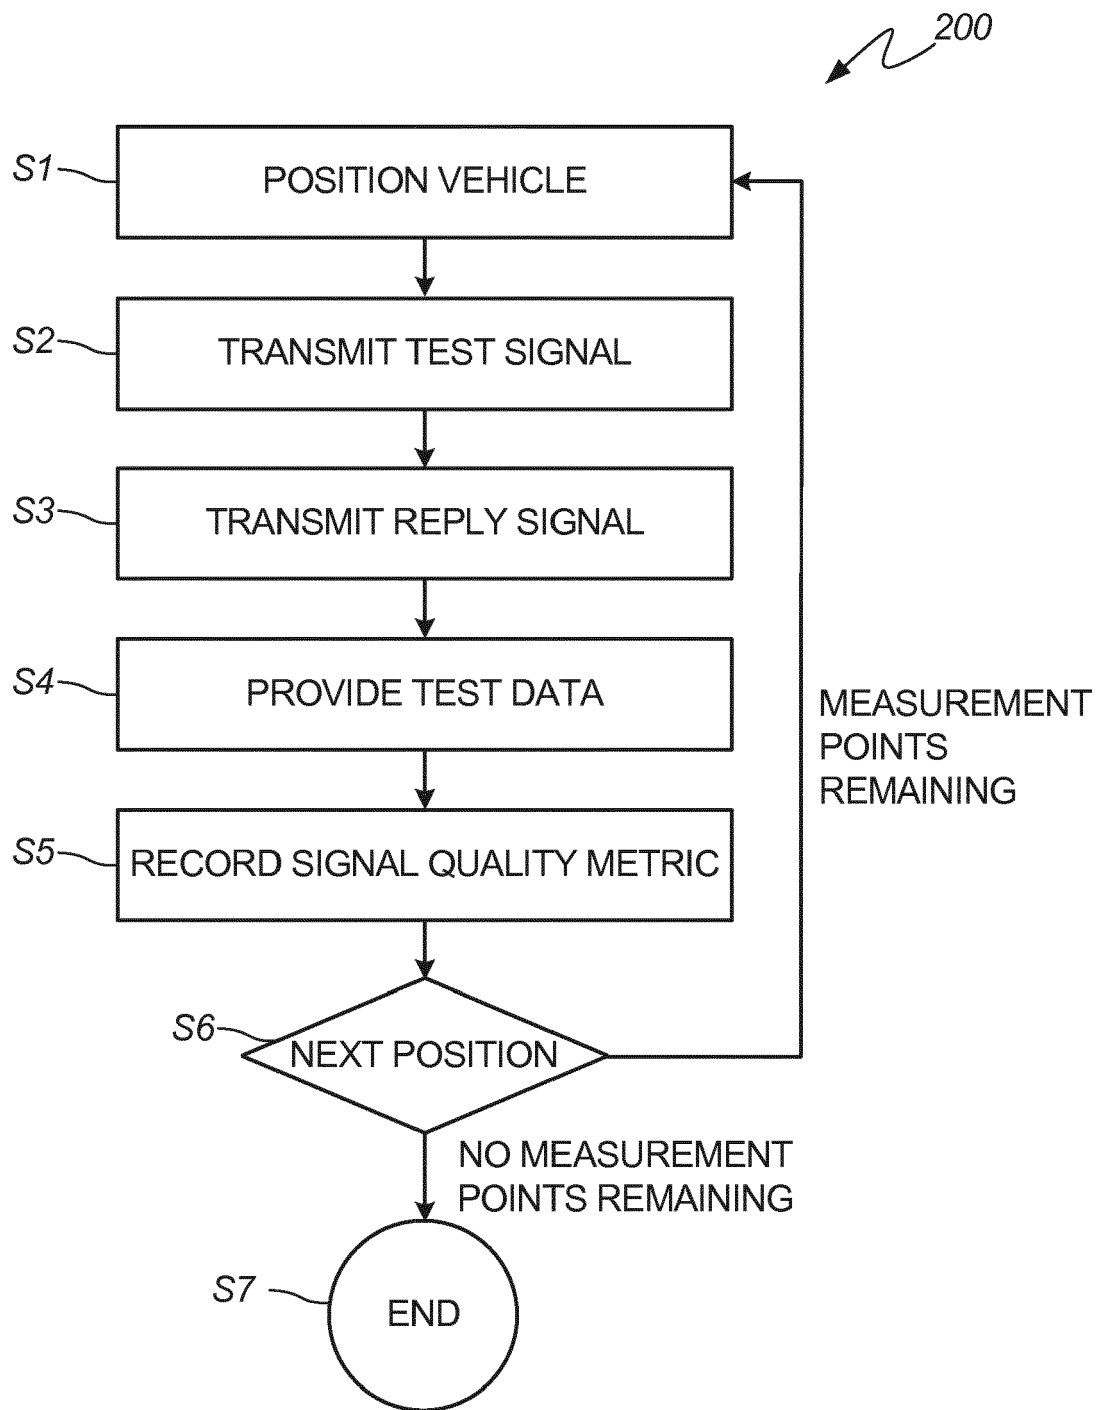 200
S1
POSITION VEHICLE
S2
TRANSMIT TEST SIGNAL
S3
TRANSMIT REPLY SIGNAL
S4
PROVIDE TEST DATA
MEASUREMENT
POINTS
REMAINING
S5
RECORD SIGNAL QUALITY METRIC
S6
NEXT POSITION
NO MEASUREMENT
POINTS REMAINING
S7
END